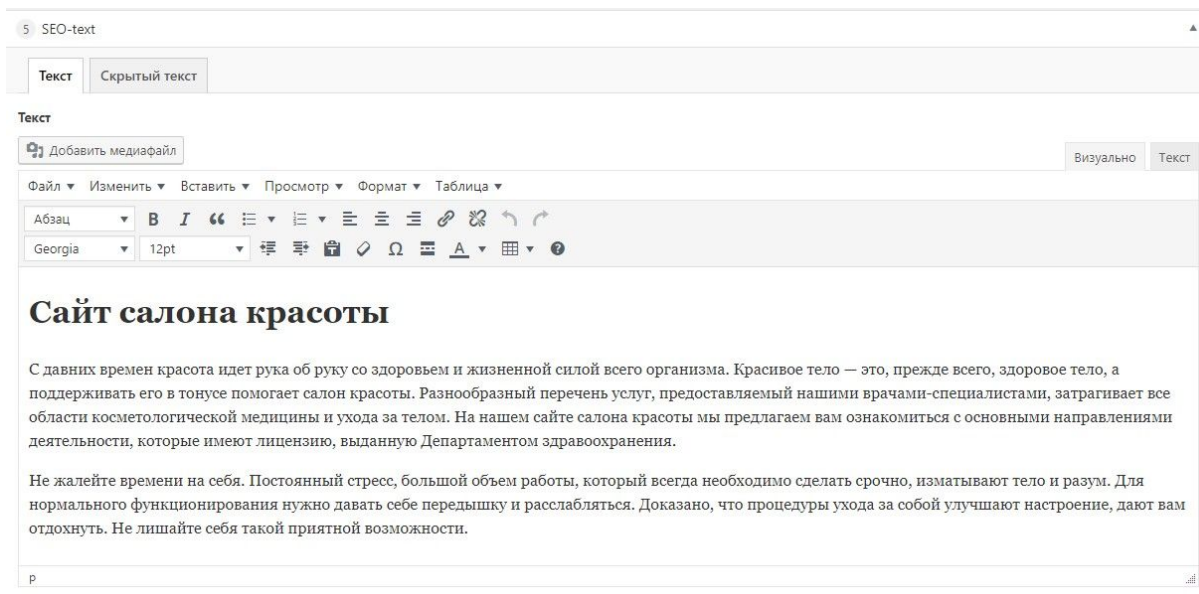 5 SEO-text
Текст Скрытый текст
Текст
Добавить медиафайл
Визуально Текст
Файл Изменить Вставить Просмотр Формат Таблица
Абзац B I
Georgia 12pt Ω A
Сайт салона красоты
С давних времен красота идет рука об руку со здоровьем и жизненной силой всего организма. Красивое тело — это, прежде всего, здоровое тело, а
поддерживать его в тонусе помогает салон красоты. Разнообразный перечень услуг, предоставляемый нашими врачами-специалистами, затрагивает все
области косметологической медицины и ухода за телом. На нашем сайте салона красоты мы предлагаем вам ознакомиться с основными направлениями
деятельности, которые имеют лицензию, выданную Департаментом здравоохранения.
Не жалейте времени на себя. Постоянный стресс, большой объем работы, который всегда необходимо сделать срочно, изматывают тело и разум. Для
нормального функционирования нужно давать себе передышку и расслабляться. Доказано, что процедуры ухода за собой улучшают настроение, дают вам
отдохнуть. Не лишайте себя такой приятной возможности.
p